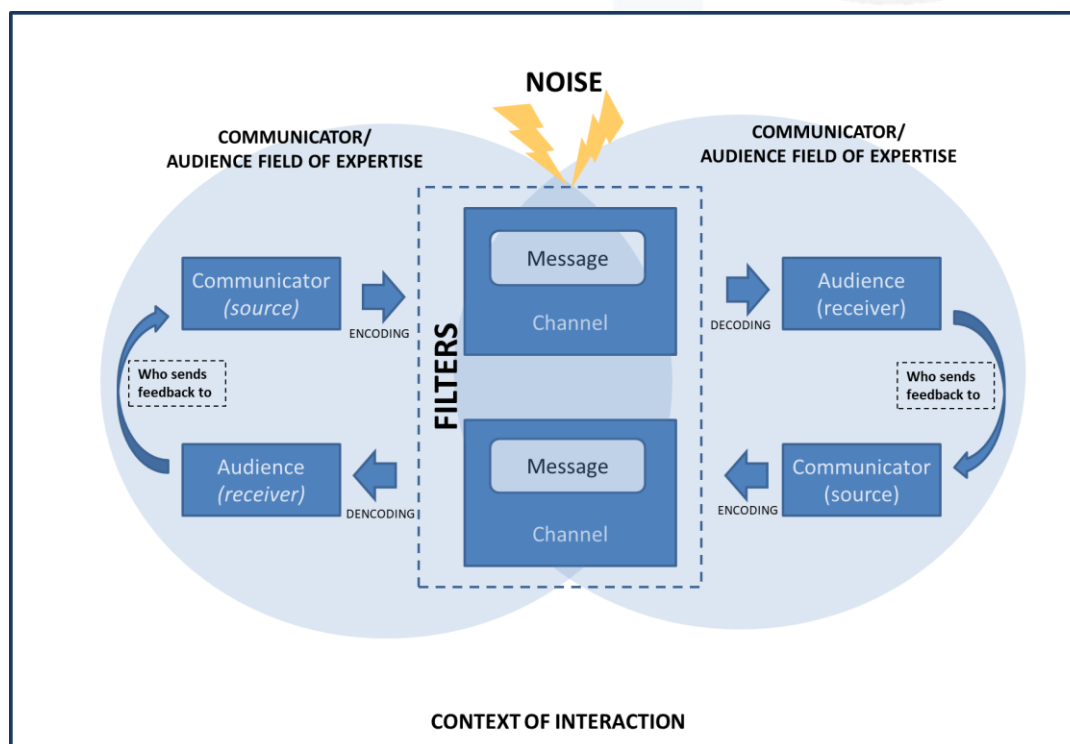 NOISE
COMMUNICATOR/
AUDIENCE FIELD OF EXPERTISE
COMMUNICATOR/
AUDIENCE FIELD OF EXPERTISE
Communicator
(source)
ENCODING
FILTERS
Message
Channel
DECODING
Audience
(receiver)
Who sends
feedback to
Who sends
feedback to
Audience
(receiver)
DENCODING
Message
Channel
ENCODING
Communicator
(source)
CONTEXT OF INTERACTION